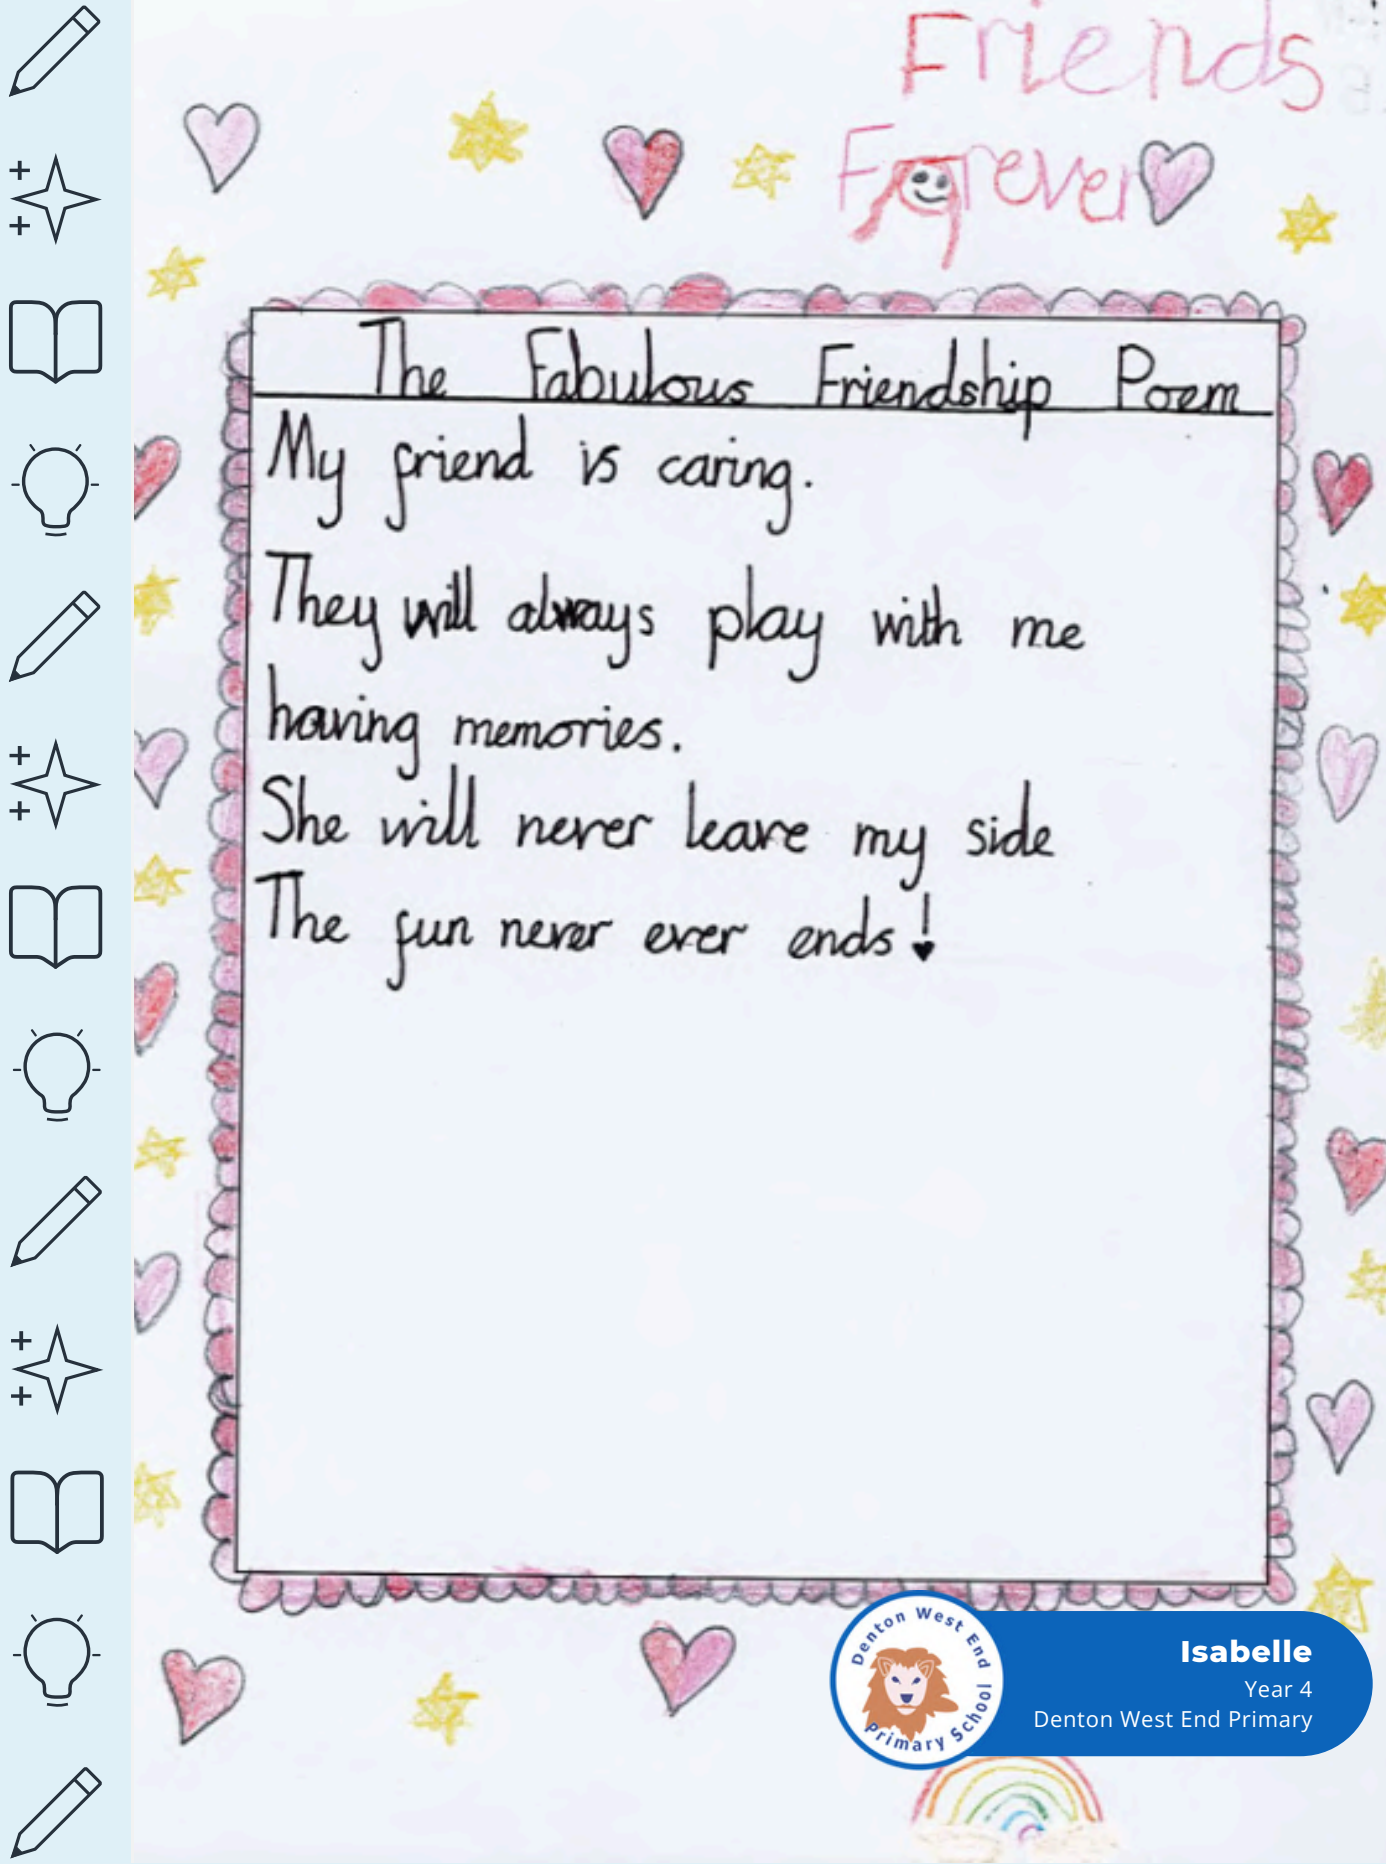 Friends
Forever
The Fabulous Friendship Poem
My friend is caring.
They will always play with me
having memories.
She will never leave my side
The fun never ever ends!
Denton West End Primary School
Isabelle
Year 4
Denton West End Primary